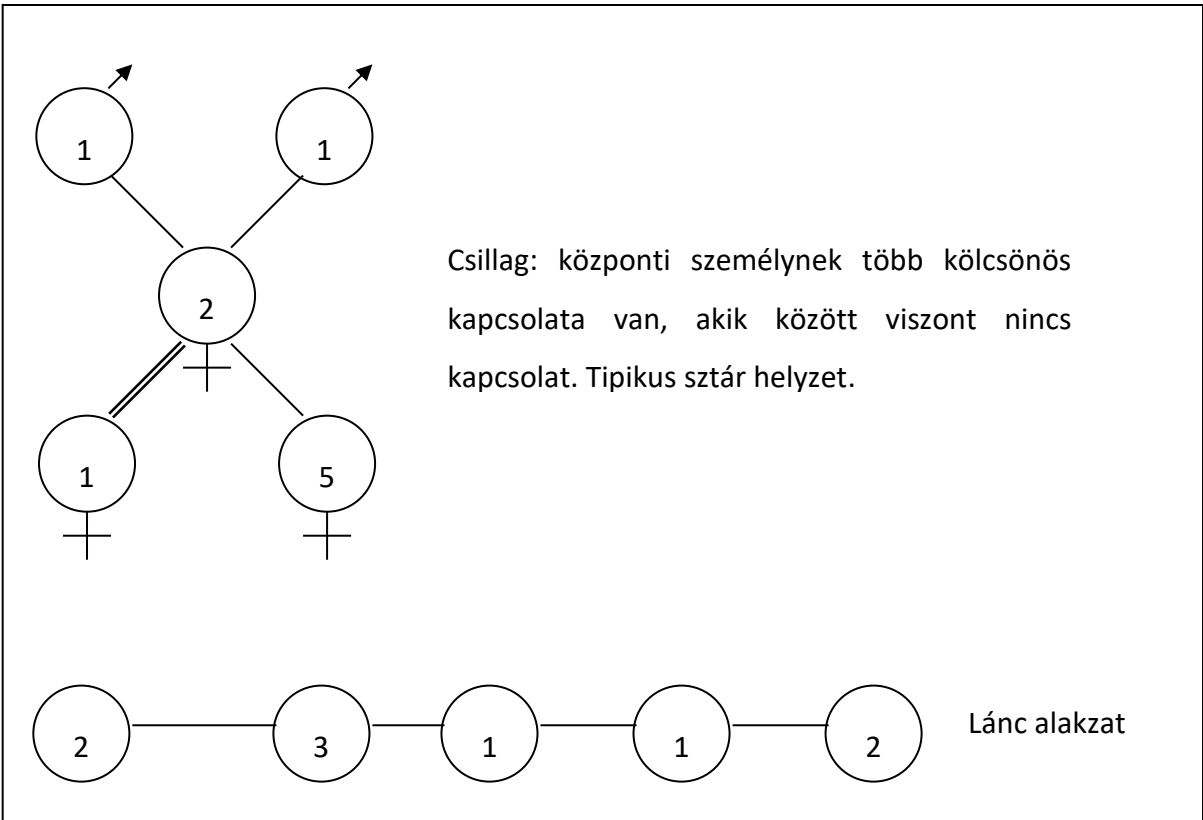 1 1
2
Csillag: központi személynek több kölcsönös
kapcsolata van, akik között viszont nincs
kapcsolat. Tipikus sztár helyzet.
1 5
2 3 1 1 2 Lánc alakzat